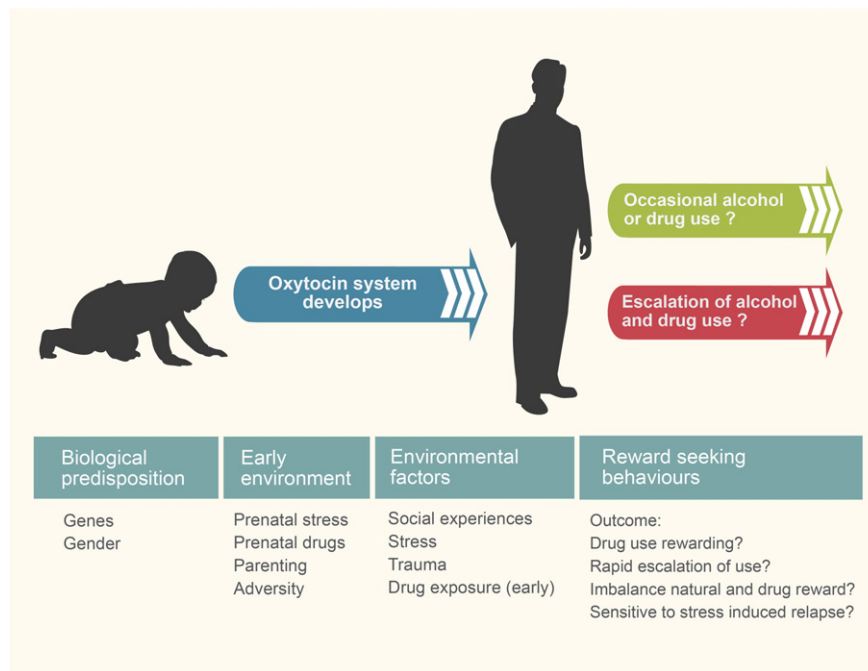 Occasional alcohol
or drug use ?
Oxytocin system
develops
Escalation of alcohol
and drug use ?
Biological
predisposition
Genes
Gender
Early
environment
Prenatal stress
Prenatal drugs
Parenting
Adversity
Environmental
factors
Social experiences
Stress
Trauma
Drug exposure (early)
Reward seeking
behaviours
Outcome:
Drug use rewarding?
Rapid escalation of use?
Imbalance natural and drug reward?
Sensitive to stress induced relapse?